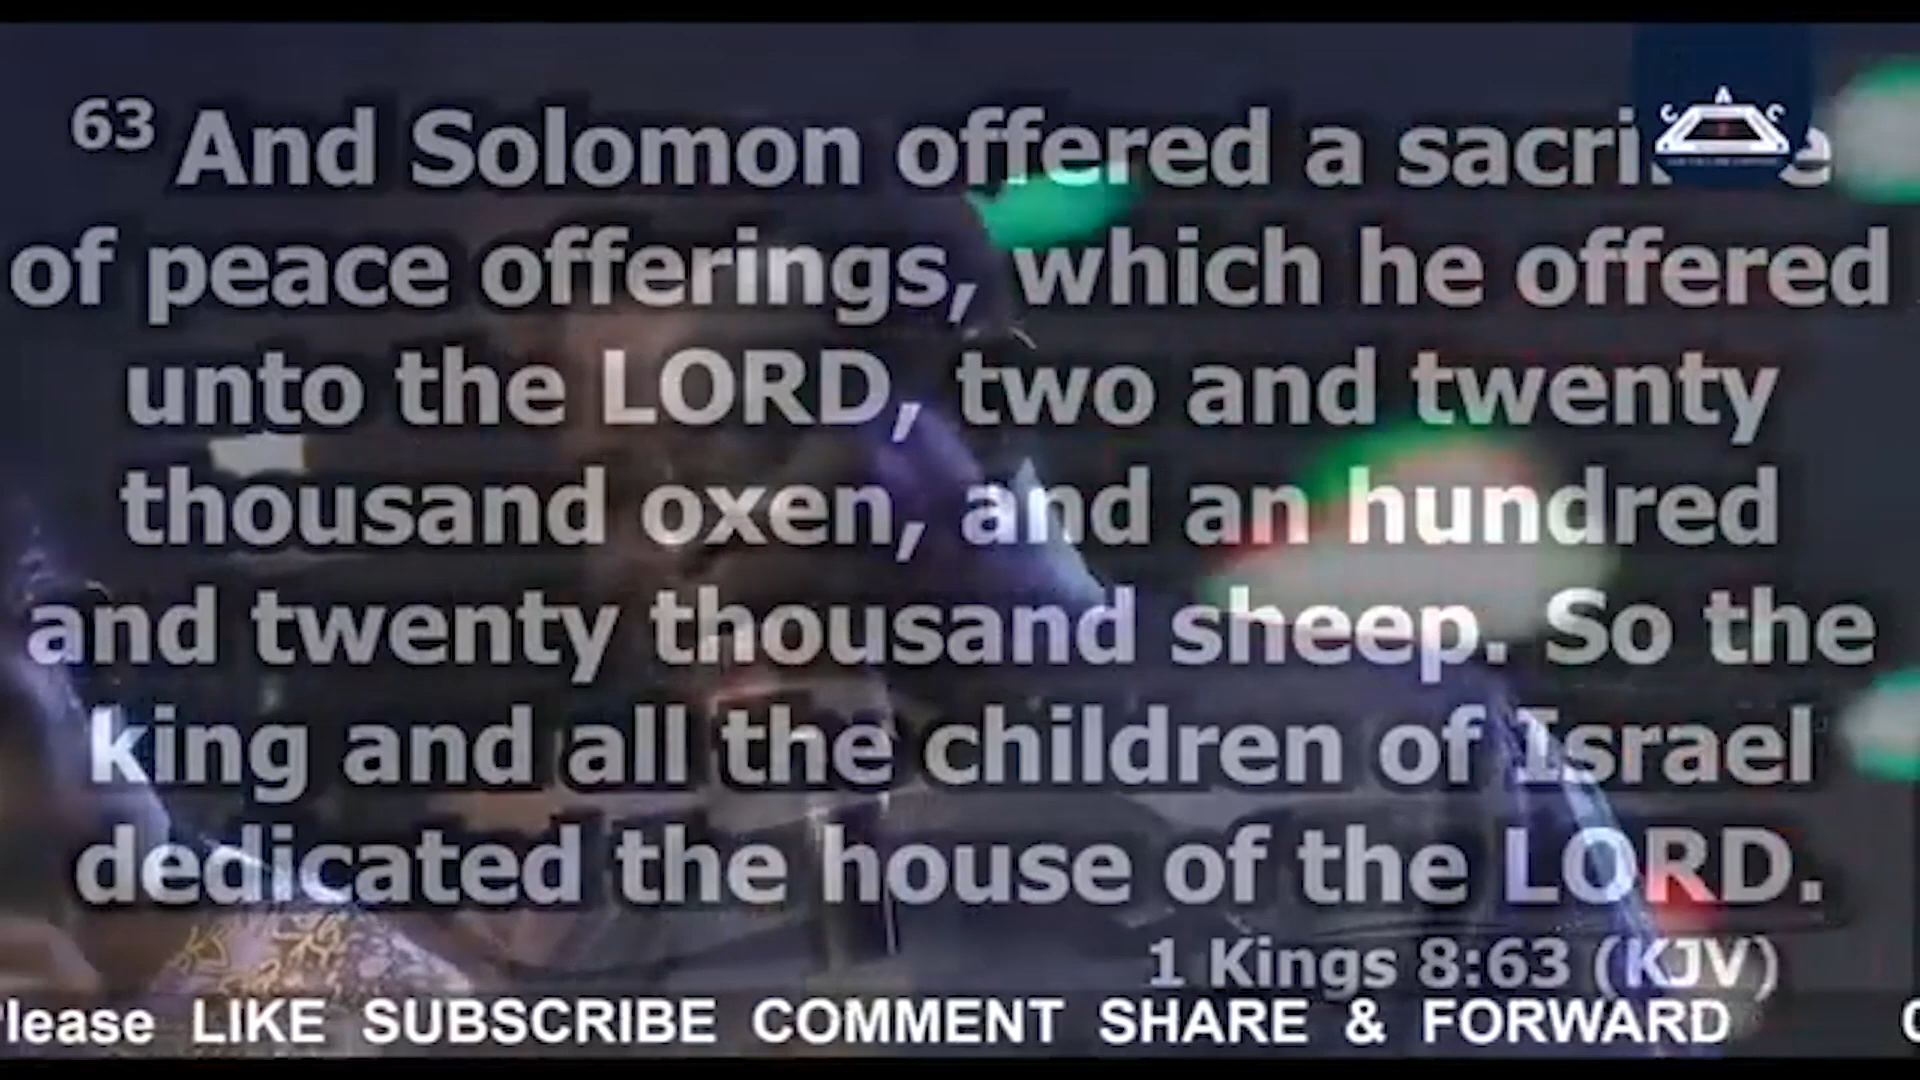 63 And Solomon offered a
of peace offerings, which he offered
unto the LORD, two and twenty
thousand oxen, and an hundred
and twenty thousand sheep. So the
king and all the children of Israel
dedicated the house of the LORD.
1 Kings 8:63 (KJV)
LIKE SUBSCRIBE COMMENT SHARE & FORWARD